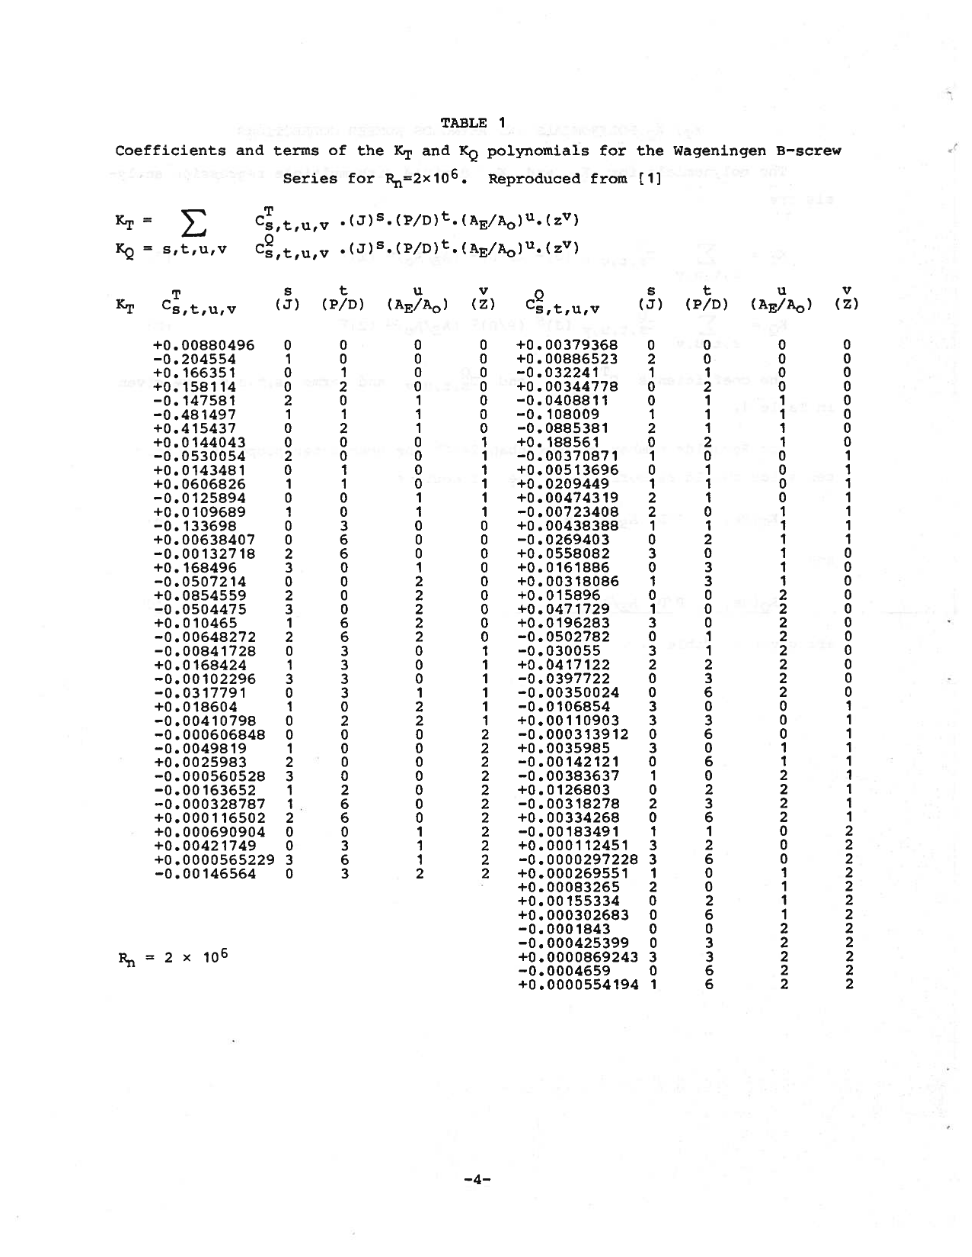 TABLE 1
Coefficients and terms of the K_T and K_Q polynomials for the Wageningen B-screw
Series for R_n=2×10^6. Reproduced from [1]
K_T = ∑ C^T_s,t,u,v .(J)^s.(P/D)^t.(A_E/A_o)^u.(z^v)
K_Q = s,t,u,v C^Q_s,t,u,v .(J)^s.(P/D)^t.(A_E/A_o)^u.(z^v)
s t u v s t u v
K_T C^T_s,t,u,v (J) (P/D) (A_E/A_o) (Z) C^Q_s,t,u,v (J) (P/D) (A_E/A_o) (Z)
+0.00880496 0 0 0 0 +0.00379368 0 0 0 0
-0.204554 1 0 0 0 +0.00886523 2 0 0 0
+0.166351 0 1 0 0 -0.032241 1 1 0 0
+0.158114 0 2 0 0 +0.00344778 0 2 0 0
-0.147581 2 0 1 0 -0.0408811 0 1 1 0
-0.481497 1 1 1 0 -0.108009 1 1 1 0
+0.415437 0 2 1 0 -0.0885381 2 1 1 0
+0.0144043 0 0 0 1 +0.188561 0 2 1 0
-0.0530054 2 0 0 1 -0.00370871 1 0 0 1
+0.0143481 0 1 0 1 +0.00513696 0 1 0 1
+0.0606826 1 1 0 1 +0.0209449 1 1 0 1
-0.0125894 0 0 1 1 +0.00474319 2 1 0 1
+0.0109689 1 0 1 1 -0.00723408 2 0 1 1
-0.133698 0 3 0 0 +0.00438388 1 1 1 1
+0.00638407 0 6 0 0 -0.0269403 0 2 1 1
-0.00132718 2 6 0 0 +0.0558082 3 0 1 0
+0.168496 3 0 1 0 +0.0161886 0 3 1 0
-0.0507214 0 0 2 0 +0.00318086 1 3 1 0
+0.0854559 2 0 2 0 +0.015896 0 0 2 0
-0.0504475 3 0 2 0 +0.0471729 1 0 2 0
+0.010465 1 6 2 0 +0.0196283 3 0 2 0
-0.00648272 2 6 2 0 -0.0502782 0 1 2 0
-0.00841728 0 3 0 1 -0.030055 3 1 2 0
+0.0168424 1 3 0 1 +0.0417122 2 2 2 0
-0.00102296 3 3 0 1 -0.0397722 0 3 2 0
-0.0317791 0 3 1 1 -0.00350024 0 6 2 0
+0.018604 1 0 2 1 -0.0106854 3 0 0 1
-0.00410798 0 2 2 1 +0.00110903 3 3 0 1
-0.000606848 0 0 0 2 -0.000313912 0 6 0 1
-0.0049819 1 0 0 2 +0.0035985 3 0 1 1
+0.0025983 2 0 0 2 -0.00142121 0 6 1 1
-0.000560528 3 0 0 2 -0.00383637 1 0 2 1
-0.00163652 1 2 0 2 +0.0126803 0 2 2 1
-0.000328787 1 6 0 2 -0.00318278 2 3 2 1
+0.000116502 2 6 0 2 +0.00334268 0 6 2 1
+0.000690904 0 0 1 2 -0.00183491 1 1 0 2
+0.00421749 0 3 1 2 +0.000112451 3 2 0 2
+0.0000565229 3 6 1 2 -0.0000297228 3 6 0 2
-0.00146564 0 3 2 2 +0.000269551 1 0 1 2
+0.00083265 2 0 1 2
+0.00155334 0 2 1 2
+0.000302683 0 6 1 2
-0.0001843 0 0 2 2
-0.000425399 0 3 2 2
R_n = 2 × 10^6 +0.0000869243 3 3 2 2
-0.0004659 0 6 2 2
+0.0000554194 1 6 2 2
-4-